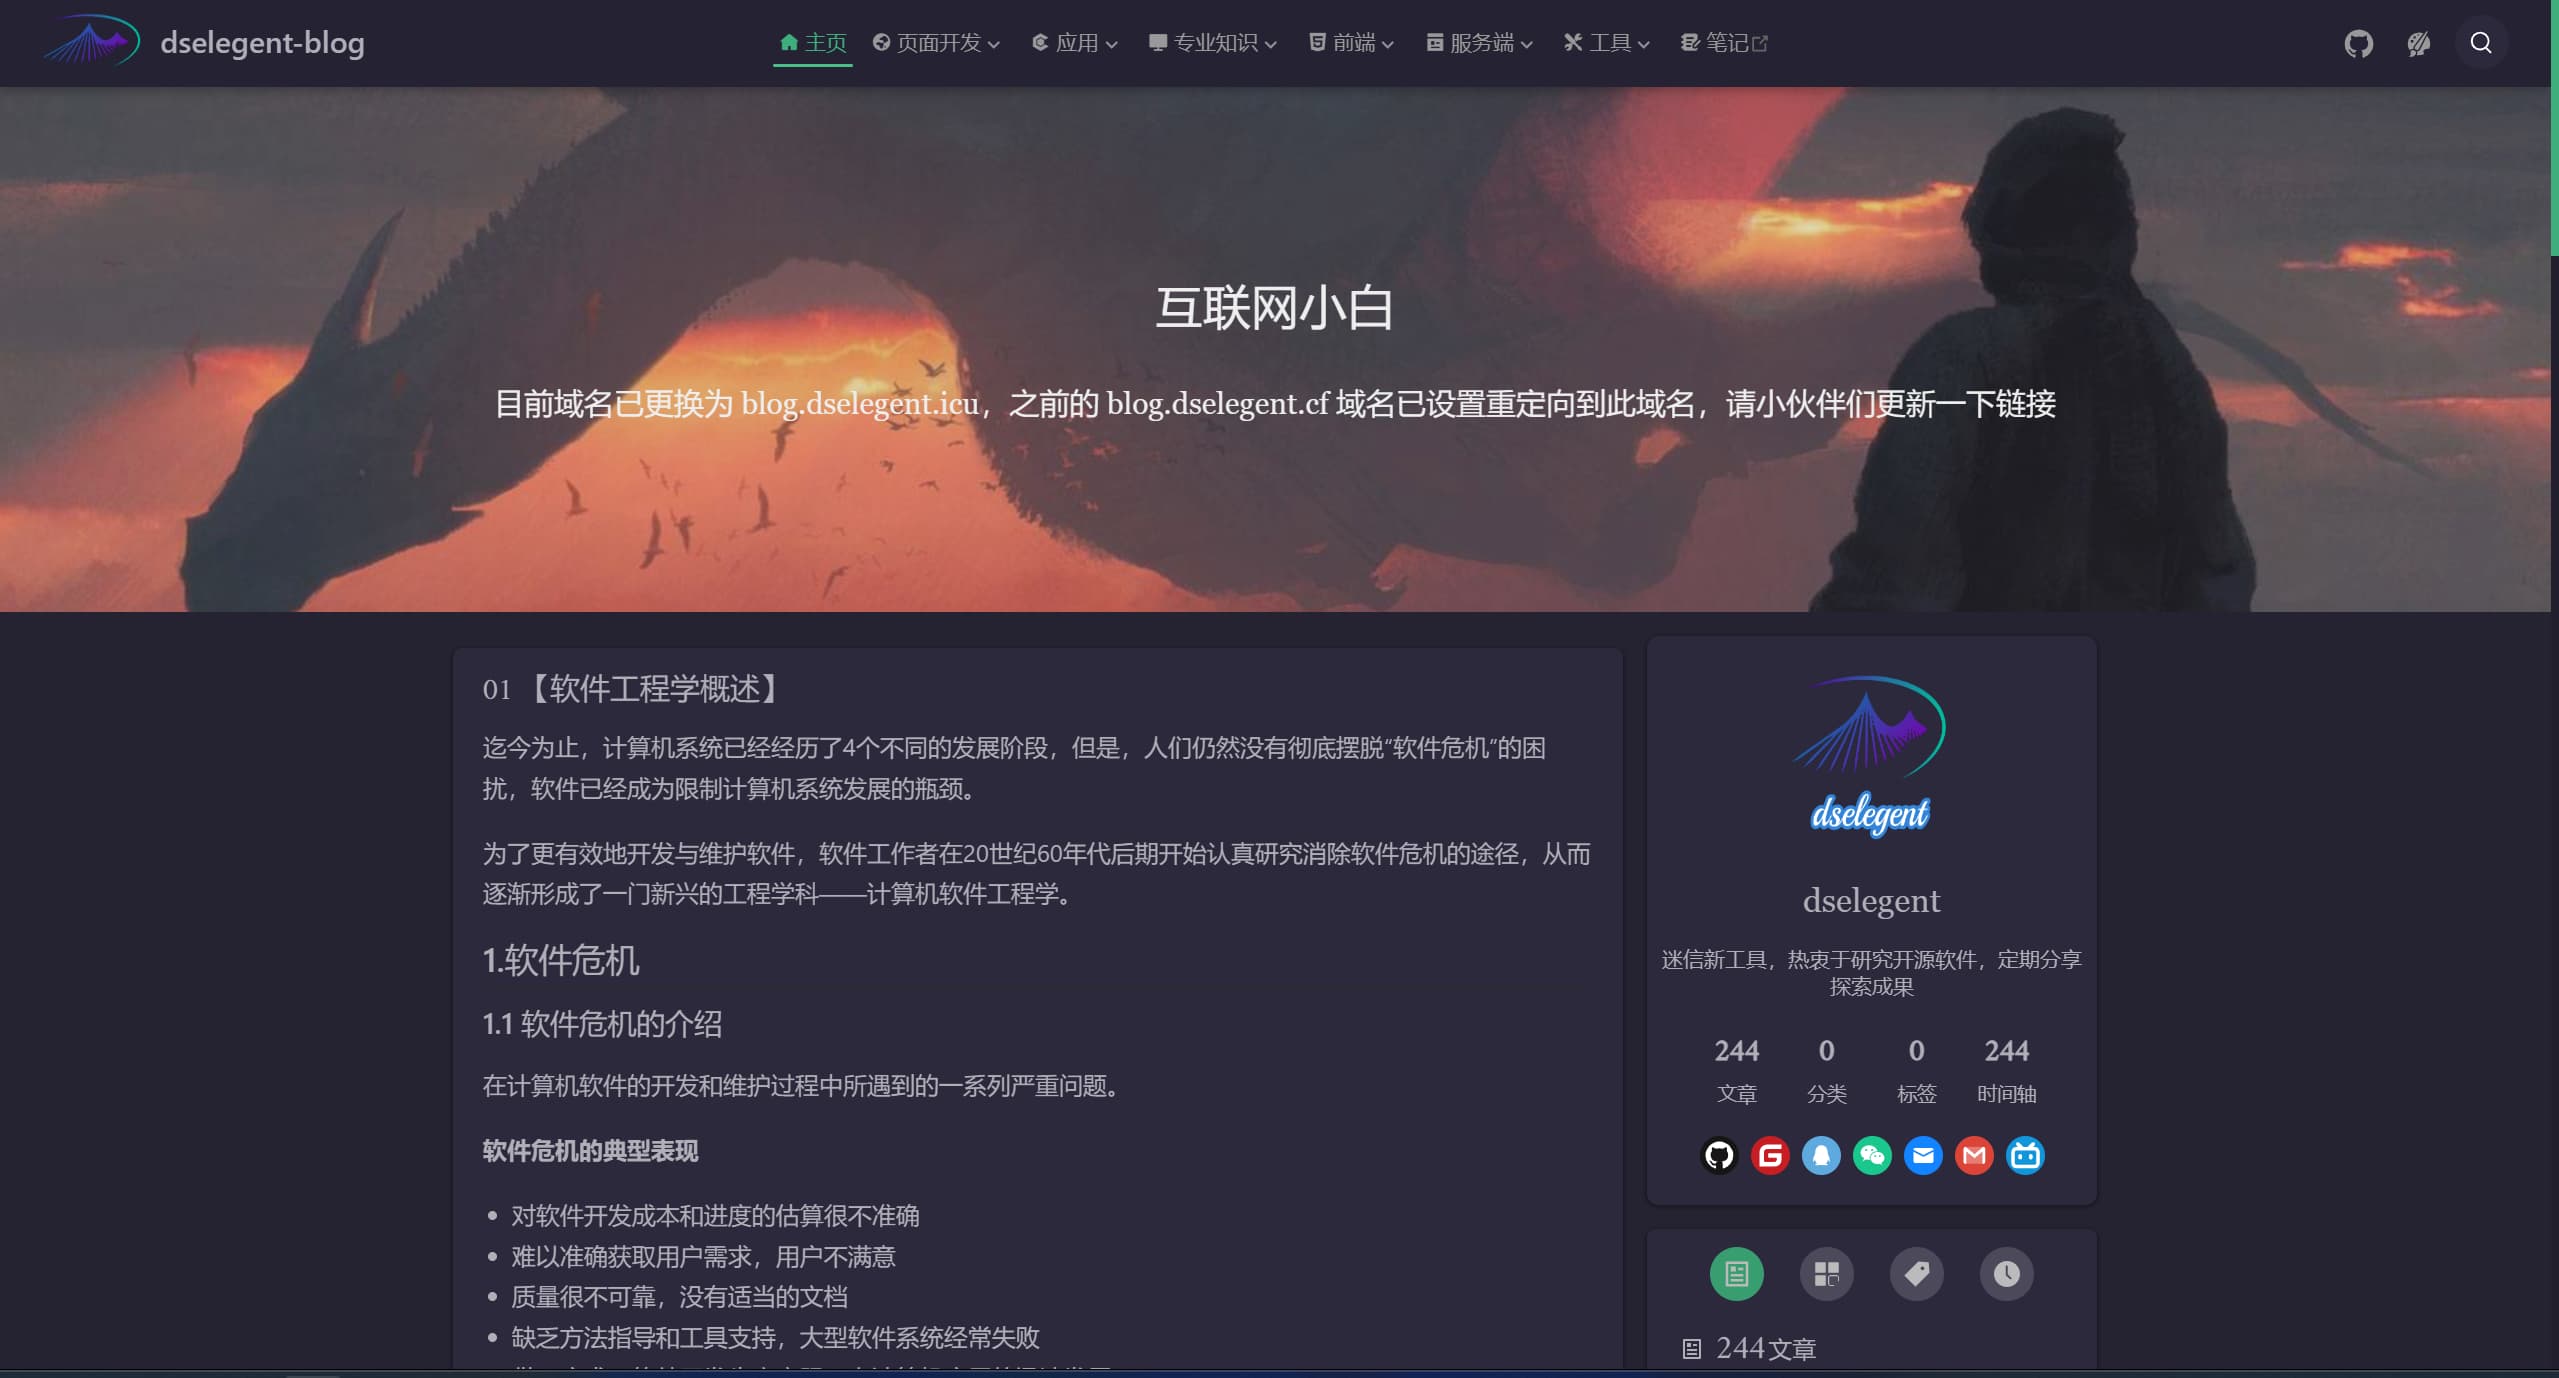 dselegent-blog
主页 页面开发 应用 专业知识 前端 服务端 工具 笔记
互联网小白
目前域名已更换为 blog.dselegent.icu，之前的 blog.dselegent.cf 域名已设置重定向到此域名，请小伙伴们更新一下链接
01 【软件工程学概述】
迄今为止，计算机系统已经经历了4个不同的发展阶段，但是，人们仍然没有彻底摆脱“软件危机”的困
扰，软件已经成为限制计算机系统发展的瓶颈。
为了更有效地开发与维护软件，软件工作者在20世纪60年代后期开始认真研究消除软件危机的途径，从而
逐渐形成了一门新兴的工程学科——计算机软件工程学。
1.软件危机
1.1 软件危机的介绍
在计算机软件的开发和维护过程中所遇到的一系列严重问题。
软件危机的典型表现
• 对软件开发成本和进度的估算很不准确
• 难以准确获取用户需求，用户不满意
• 质量很不可靠，没有适当的文档
• 缺乏方法指导和工具支持，大型软件系统经常失败
dselegent
dselegent
迷信新工具，热衷于研究开源软件，定期分享
探索成果
244 0 0 244
文章 分类 标签 时间轴
244 文章